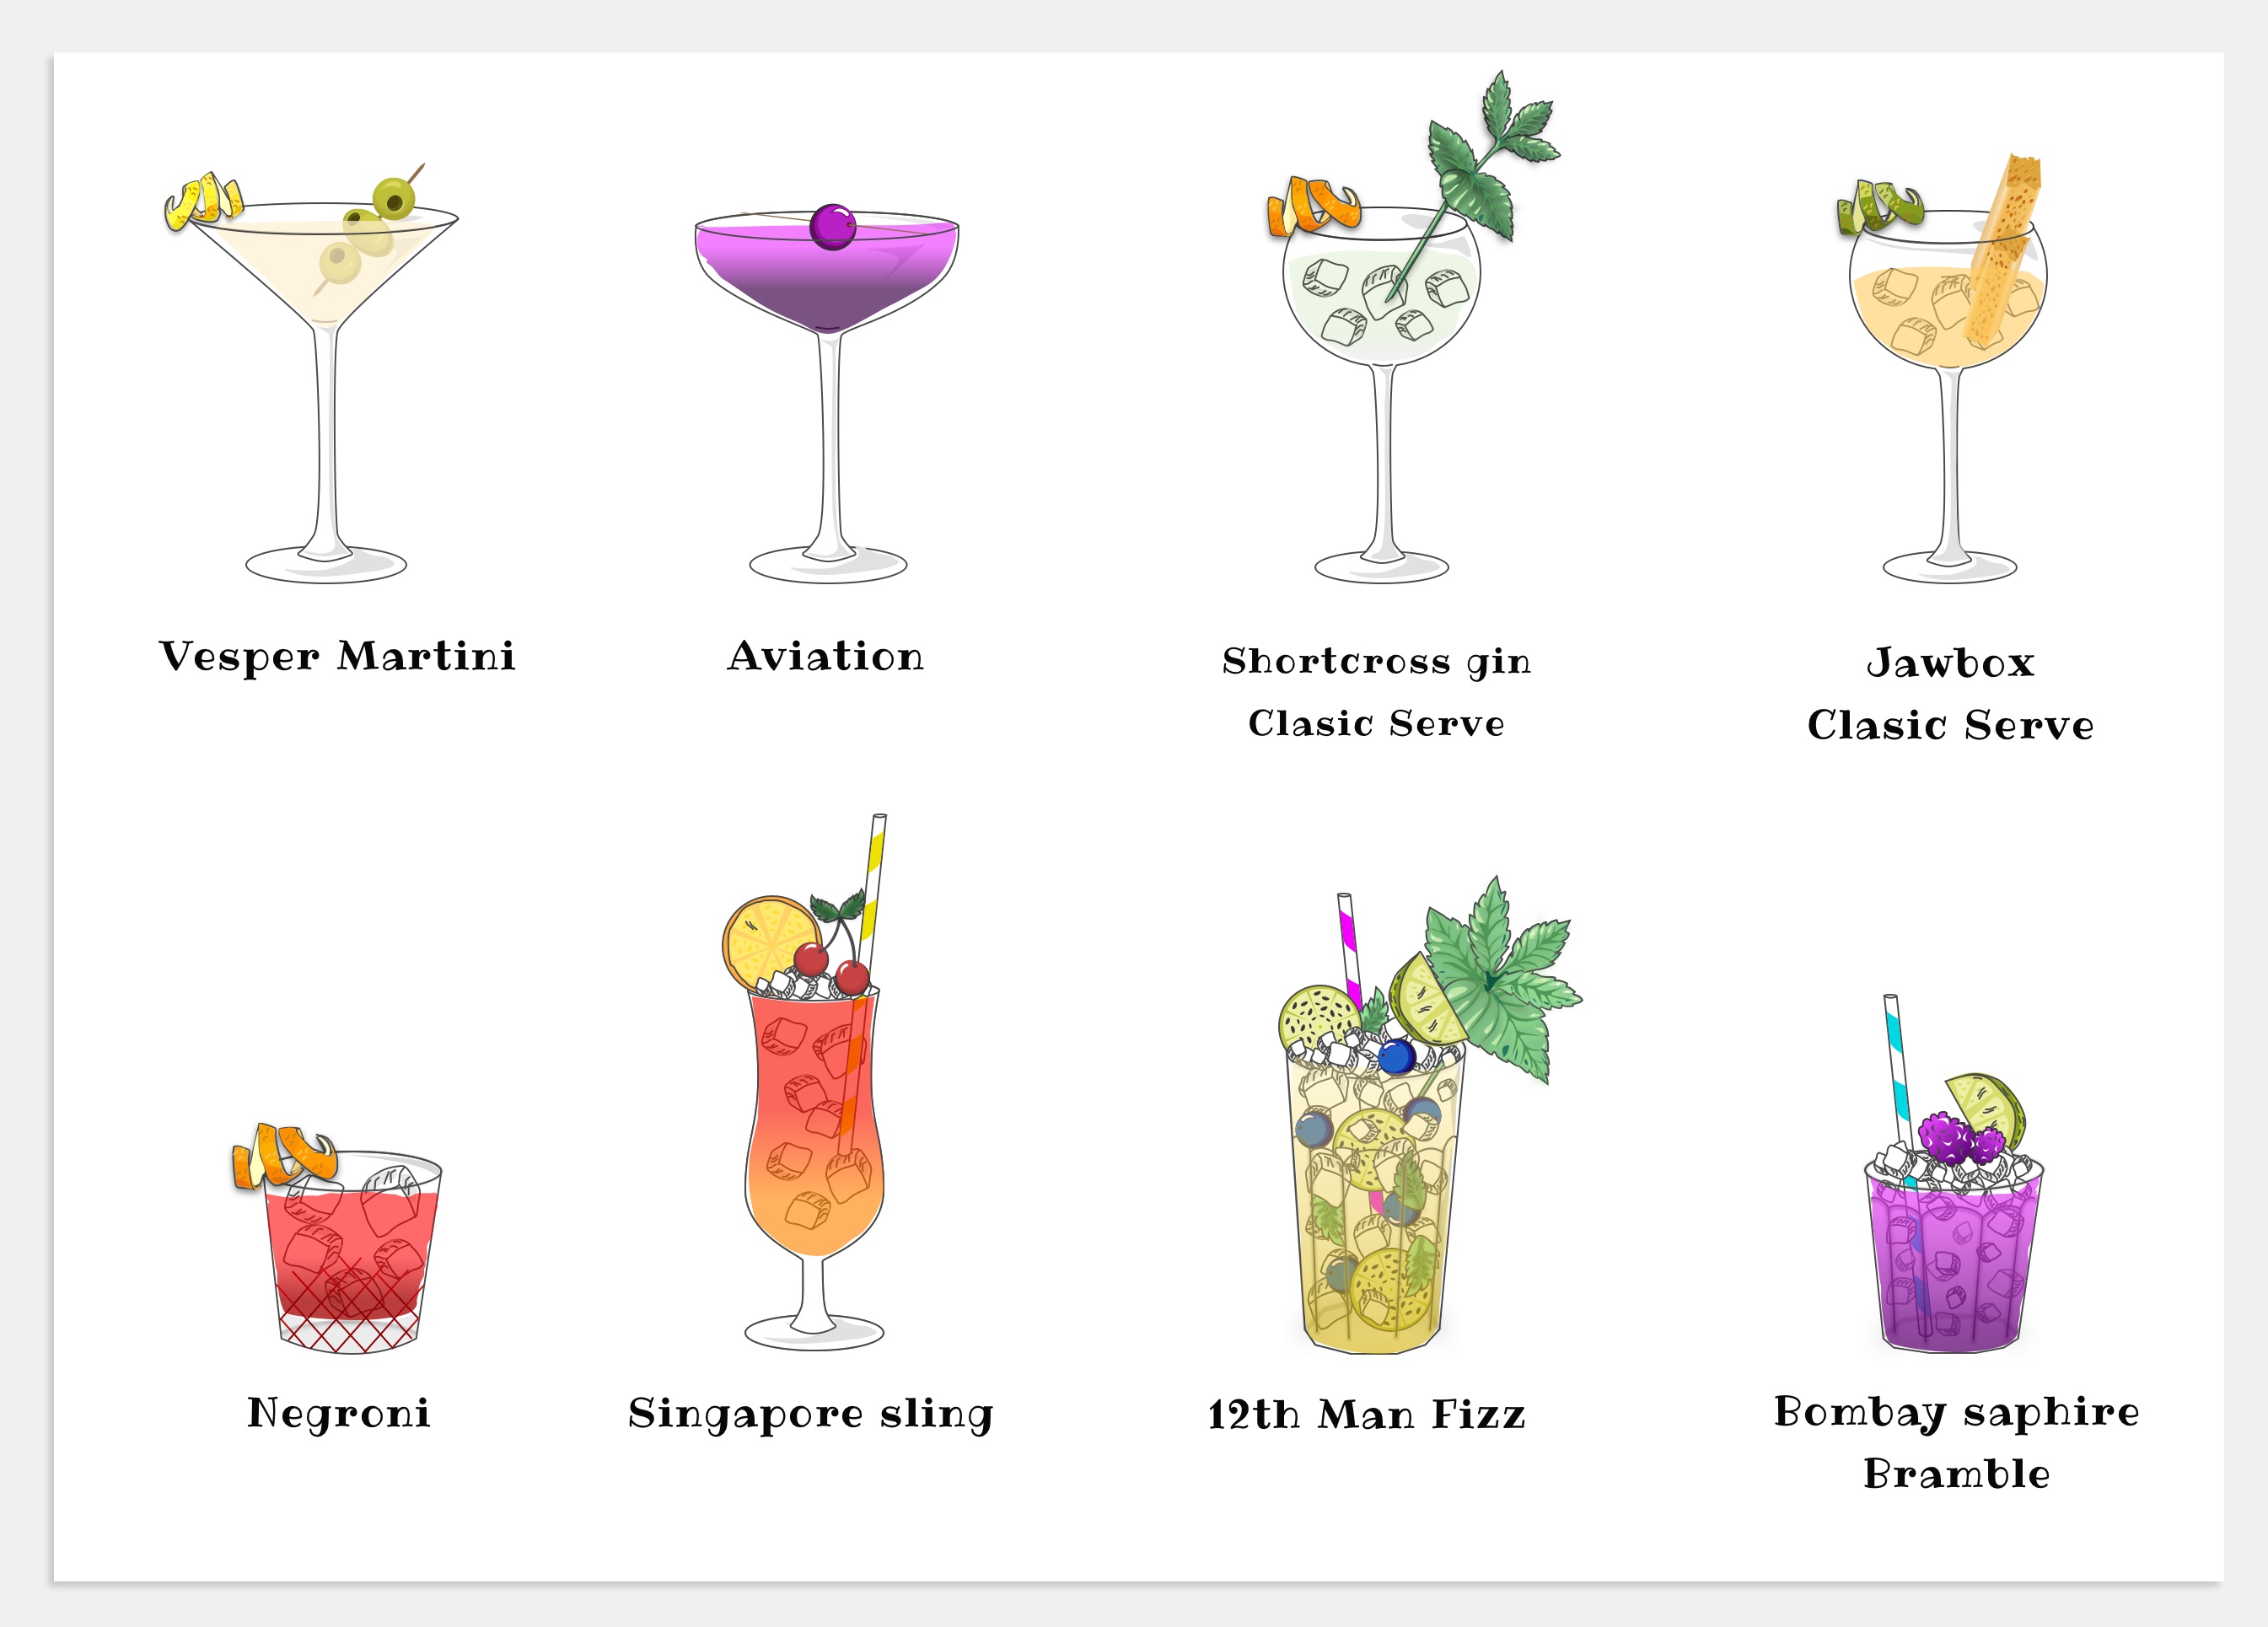 Vesper Martini
Aviation
Shortcross gin
Clasic Serve
Jawbox
Clasic Serve
Negroni
Singapore sling
12th Man Fizz
Bombay saphire
Bramble